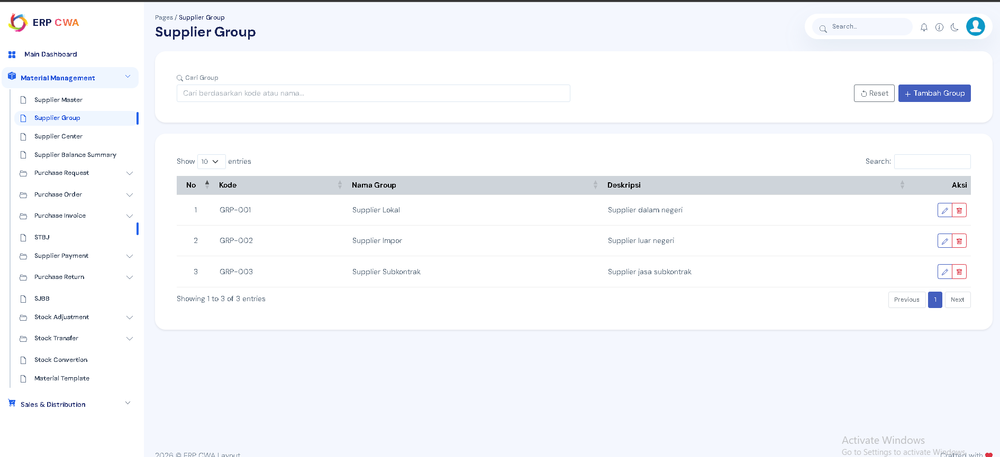 ERP CWA
Main Dashboard
Material Management
Supplier Master
Supplier Group
Supplier Center
Supplier Balance Summary
Purchase Request
Purchase Order
Purchase Invoice
STBJ
Supplier Payment
Purchase Return
SJBB
Stock Adjustment
Stock Transfer
Stock Convertion
Material Template
Sales & Distribution
Pages / Supplier Group
Supplier Group
Search...
Cari Group
Cari berdasarkan kode atau nama...
Reset
+ Tambah Group
Show 10 entries
Search:
No Kode Nama Group Deskripsi Aksi
1 GRP-001 Supplier Lokal Supplier dalam negeri
2 GRP-002 Supplier Impor Supplier luar negeri
3 GRP-003 Supplier Subkontrak Supplier jasa subkontrak
Showing 1 to 3 of 3 entries
Previous 1 Next
Activate Windows
Go to Settings to activate Windows.
2026 © ERP CWA Layout
Crafted with